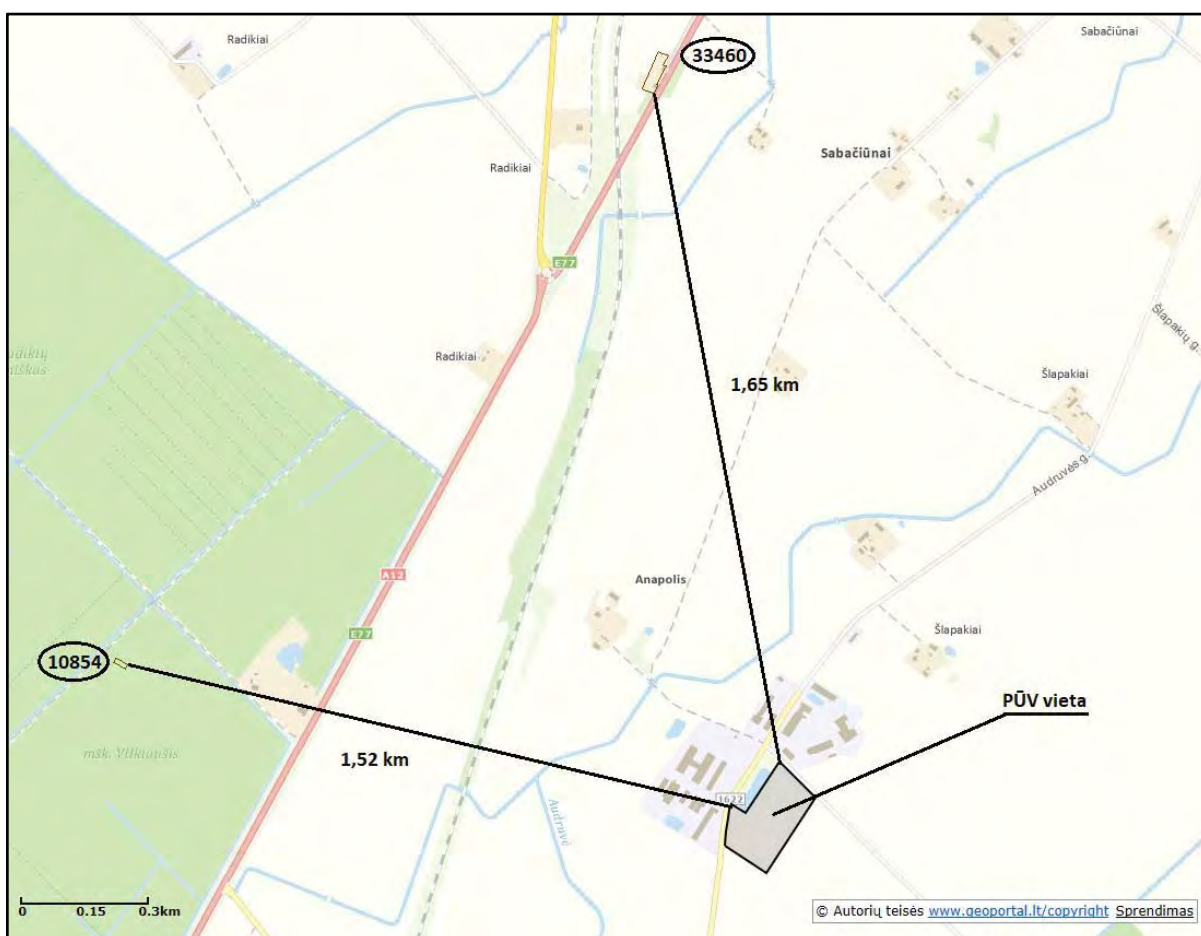 Radikiai
33460
Sabačiūnai
Sabačiūnai
Radikiai
E77
Šlapakių g.
Radikiai
1,65 km
Šlapakiai
Audruvės g.
A12
Anapolis
E77
Šlapakiai
10854
PŪV vieta
mšk.
1,52 km
1622
Audruvė
0 0.15 0.3km
© Autorių teisės www.geoportal.lt/copyright Sprendimas